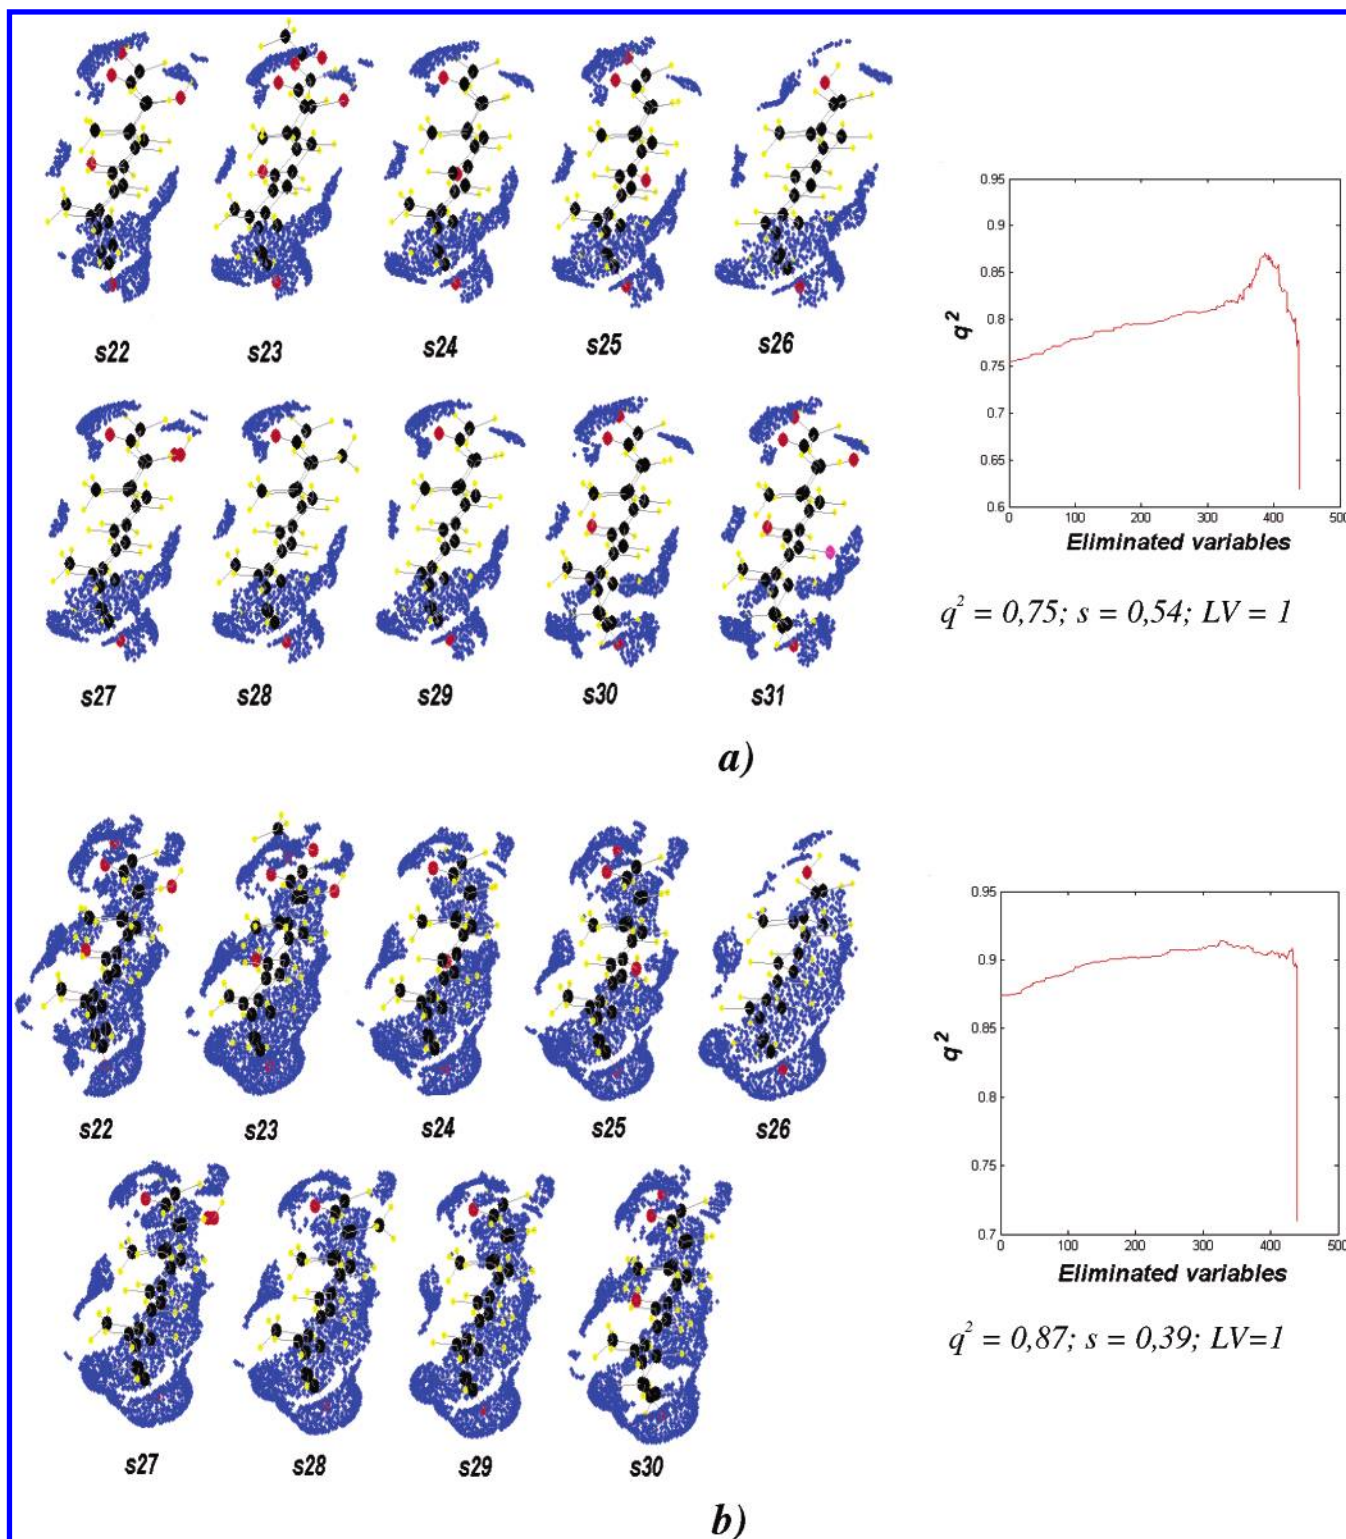 s22 s23 s24 s25 s26
s27 s28 s29 s30 s31
0.95
0.9
0.85
0.8
0.75
0.7
0.65
0.6
q²
0 100 200 300 400 500
Eliminated variables
q² = 0,75; s = 0,54; LV = 1
a)
s22 s23 s24 s25 s26
s27 s28 s29 s30
0.95
0.9
0.85
0.8
0.75
0.7
q²
0 100 200 300 400 500
Eliminated variables
q² = 0,87; s = 0,39; LV=1
b)